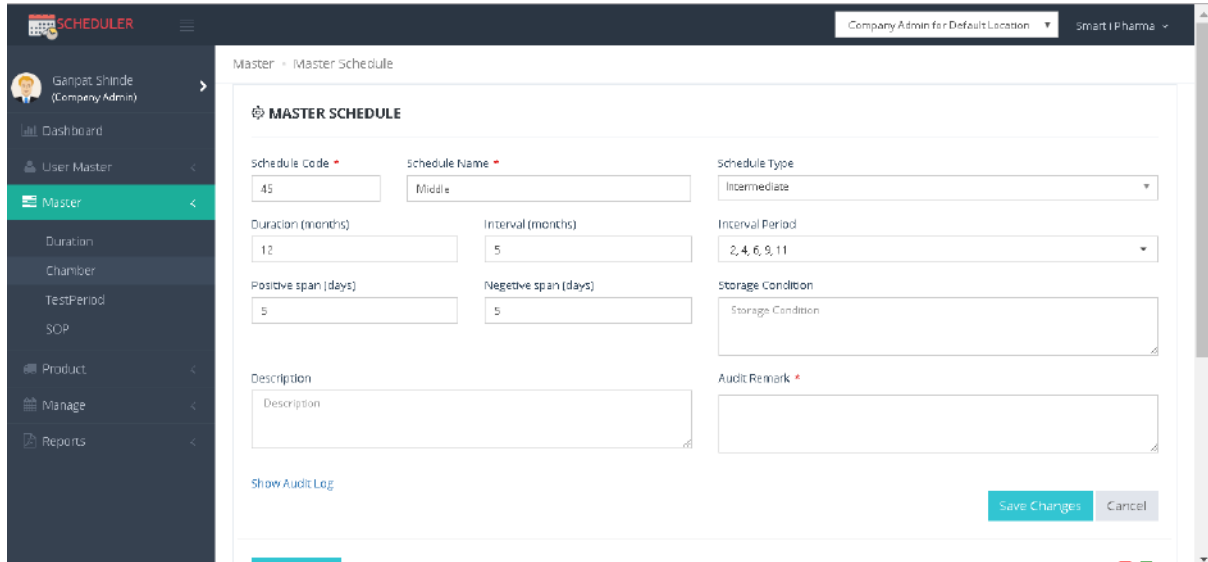 SCHEDULER
Company Admin for Default Location
Smart i Pharma
Ganpat Shinde
(Company Admin)
Dashboard
User Master
Master
Duration
Chamber
TestPeriod
SOP
Product
Manage
Reports
Master - Master Schedule
MASTER SCHEDULE
Schedule Code * Schedule Name * Schedule Type
45 Middle Intermediate
Duration (months) Interval (months) Interval Period
12 5 2, 4, 6, 9, 11
Positive span (days) Negetive span (days) Storage Condition
5 5 Storage Condition
Description Audit Remark *
Description
Show Audit Log
Save Changes Cancel